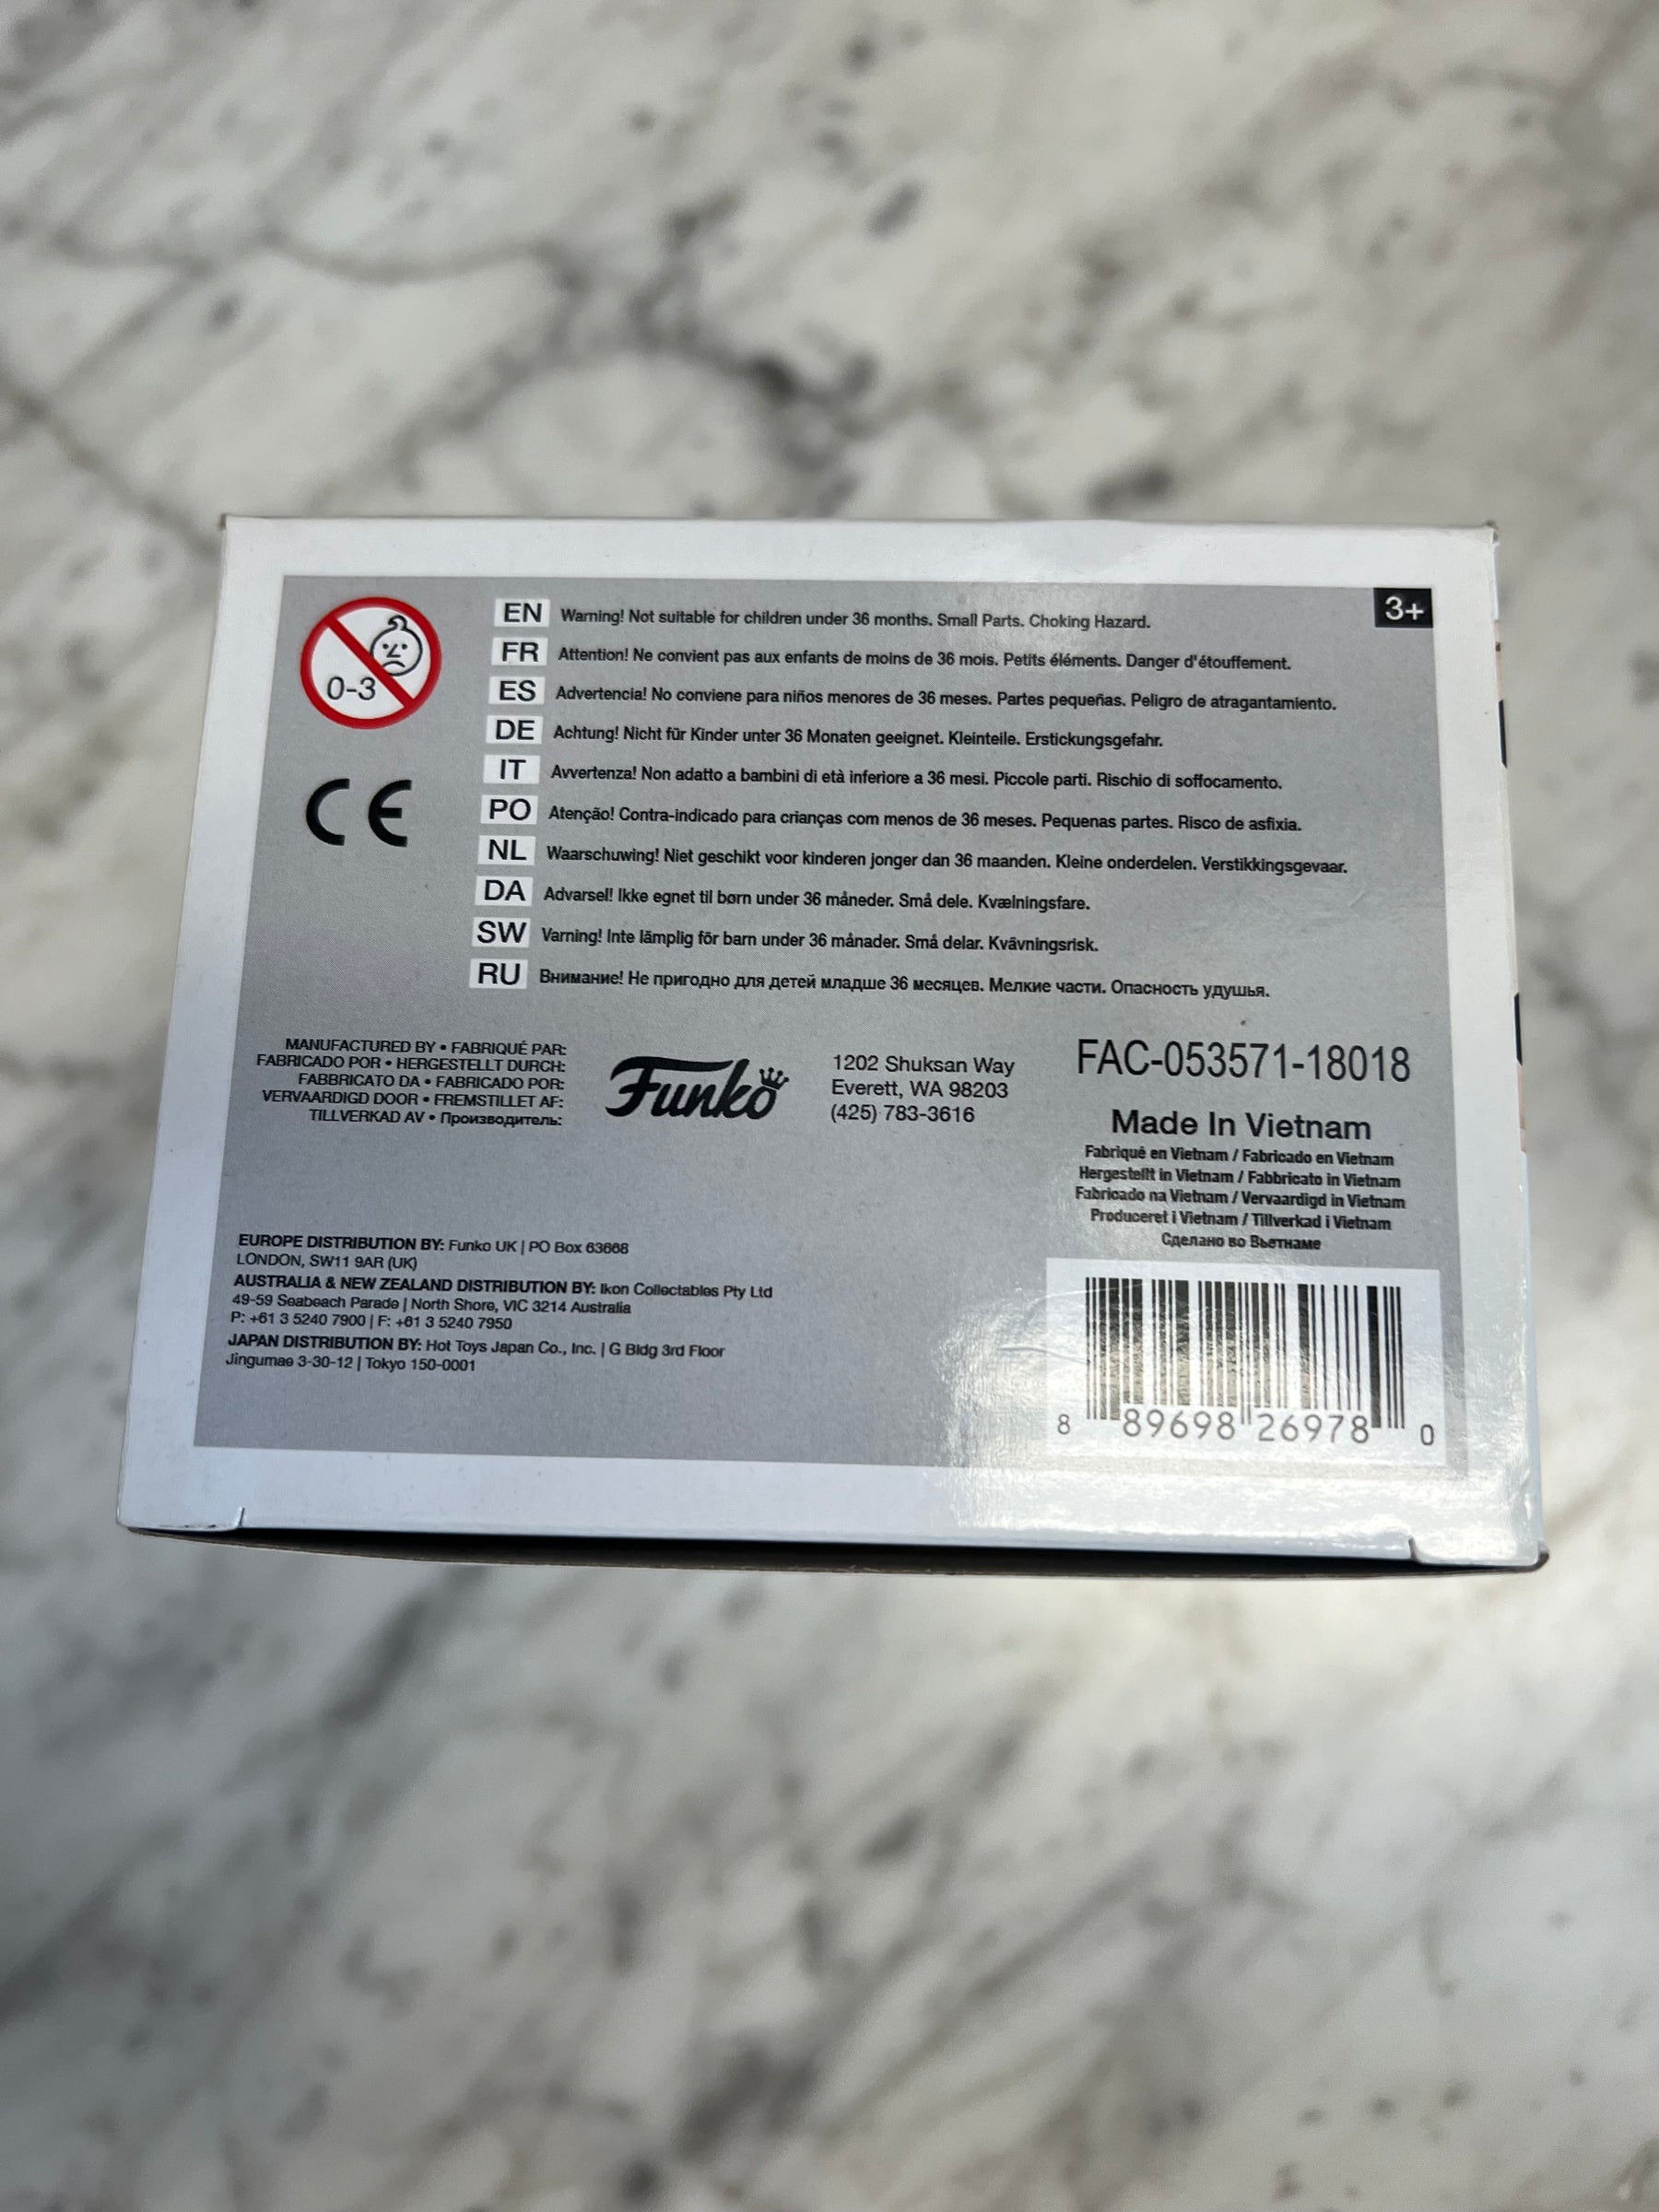 0-3
CE
3+
EN Warning! Not suitable for children under 36 months. Small Parts. Choking Hazard.
FR Attention! Ne convient pas aux enfants de moins de 36 mois. Petits éléments. Danger d'étouffement.
ES Advertencia! No conviene para niños menores de 36 meses. Partes pequeñas. Peligro de atragantamiento.
DE Achtung! Nicht für Kinder unter 36 Monaten geeignet. Kleinteile. Erstickungsgefahr.
IT Avvertenza! Non adatto a bambini di età inferiore a 36 mesi. Piccole parti. Rischio di soffocamento.
PO Atenção! Contra-indicado para crianças com menos de 36 meses. Pequenas partes. Risco de asfixia.
NL Waarschuwing! Niet geschikt voor kinderen jonger dan 36 maanden. Kleine onderdelen. Verstikkingsgevaar.
DA Advarsel! Ikke egnet til børn under 36 måneder. Små dele. Kvælningsfare.
SW Varning! Inte lämplig för barn under 36 månader. Små delar. Kvävningsrisk.
RU Внимание! Не пригодно для детей младше 36 месяцев. Мелкие части. Опасность удушья.
MANUFACTURED BY • FABRIQUÉ PAR:
FABRICADO POR • HERGESTELLT DURCH:
FABBRICATO DA • FABRICADO POR:
VERVAARDIGD DOOR • FREMSTILLET AF:
TILLVERKAD AV • Производитель:
Funko
1202 Shuksan Way
Everett, WA 98203
(425) 783-3616
FAC-053571-18018
Made In Vietnam
Fabriqué en Vietnam / Fabricado en Vietnam
Hergestellt in Vietnam / Fabbricato in Vietnam
Fabricado na Vietnam / Vervaardigd in Vietnam
Produceret i Vietnam / Tillverkad i Vietnam
Сделано во Вьетнаме
EUROPE DISTRIBUTION BY: Funko UK | PO Box 63668
LONDON, SW11 9AR (UK)
AUSTRALIA & NEW ZEALAND DISTRIBUTION BY: Ikon Collectables Pty Ltd
49-59 Seabeach Parade | North Shore, VIC 3214 Australia
P: +61 3 5240 7900 | F: +61 3 5240 7950
JAPAN DISTRIBUTION BY: Hot Toys Japan Co., Inc. | G Bldg 3rd Floor
Jingumae 3-30-12 | Tokyo 150-0001
8 89698 26978 0